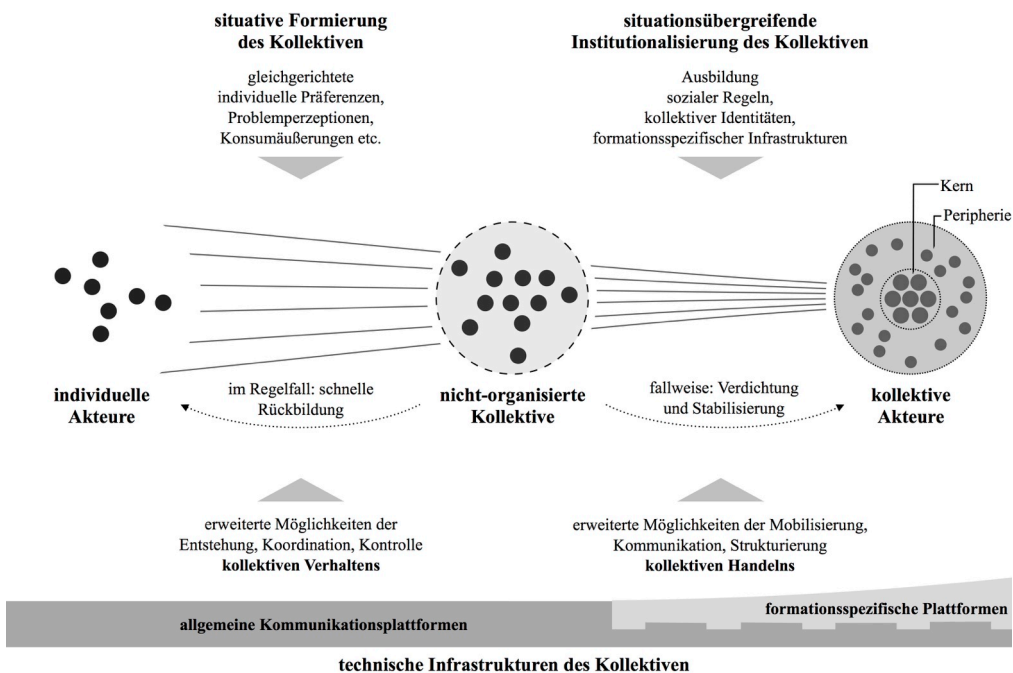 situative Formierung
des Kollektiven
gleichgerichtete
individuelle Präferenzen,
Problemperzeptionen,
Konsumäußerungen etc.
situationsübergreifende
Institutionalisierung des Kollektiven
Ausbildung
sozialer Regeln,
kollektiver Identitäten,
formationsspezifischer Infrastrukturen
Kern
Peripherie
individuelle
Akteure
im Regelfall: schnelle
Rückbildung
nicht-organisierte
Kollektive
fallweise: Verdichtung
und Stabilisierung
kollektive
Akteure
erweiterte Möglichkeiten der
Entstehung, Koordination, Kontrolle
kollektiven Verhaltens
erweiterte Möglichkeiten der Mobilisierung,
Kommunikation, Strukturierung
kollektiven Handelns
allgemeine Kommunikationsplattformen
formationsspezifische Plattformen
technische Infrastrukturen des Kollektiven